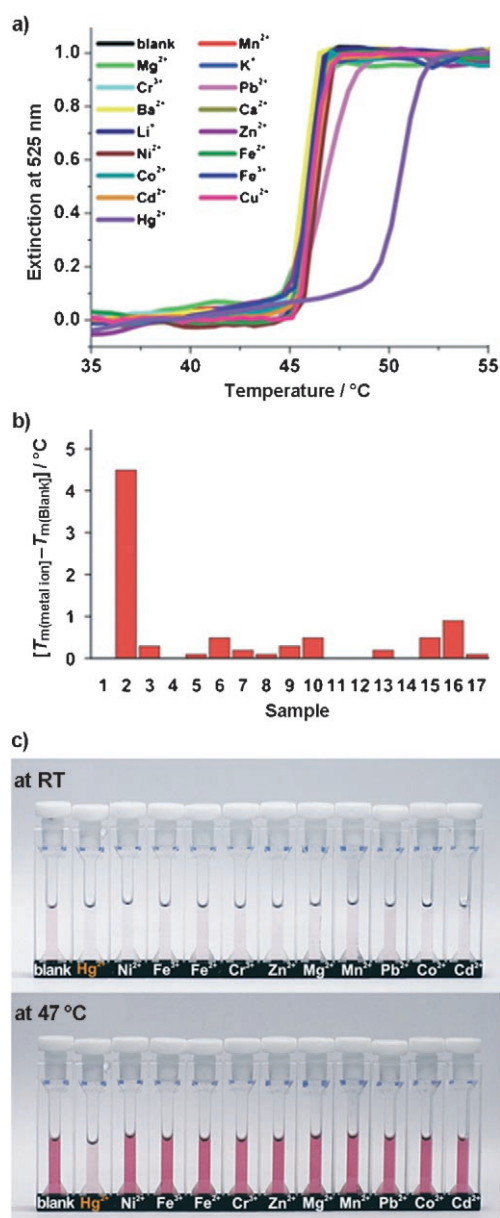 a)
1.0
0.8
0.6
0.4
0.2
0.0
Extinction at 525 nm
blank Mn²⁺
Mg²⁺ K⁺
Cr³⁺ Pb²⁺
Ba²⁺ Ca²⁺
Li⁺ Zn²⁺
Ni²⁺ Fe²⁺
Co²⁺ Fe³⁺
Cd²⁺ Cu²⁺
Hg²⁺
35 40 45 50 55
Temperature / °C
b)
5
4
3
2
1
0
[Tm(metal ion)−Tm(Blank)] / °C
1 2 3 4 5 6 7 8 9 10 11 12 13 14 15 16 17
Sample
c)
at RT
blank Hg²⁺ Ni²⁺ Fe³⁺ Fe²⁺ Cr³⁺ Zn²⁺ Mg²⁺ Mn²⁺ Pb²⁺ Co²⁺ Cd²⁺
at 47 °C
blank Hg²⁺ Ni²⁺ Fe³⁺ Fe²⁺ Cr³⁺ Zn²⁺ Mg²⁺ Mn²⁺ Pb²⁺ Co²⁺ Cd²⁺